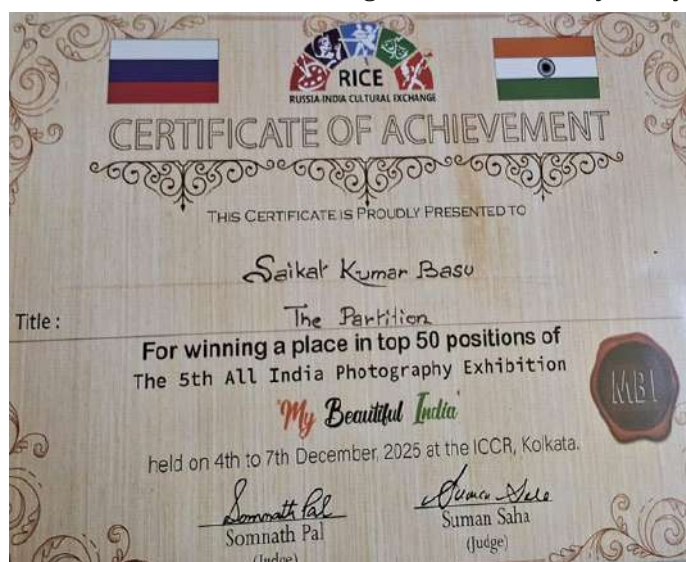 RICE
RUSSIA-INDIA CULTURAL EXCHANGE
CERTIFICATE OF ACHIEVEMENT
THIS CERTIFICATE IS PROUDLY PRESENTED TO
Saikat Kumar Basu
Title : The Partition
For winning a place in top 50 positions of
The 5th All India Photography Exhibition
'My Beautiful India'
MBI
held on 4th to 7th December, 2025 at the ICCR, Kolkata.
Somnath Pal Suman Saha
Somnath Pal Suman Saha
(Judge) (Judge)